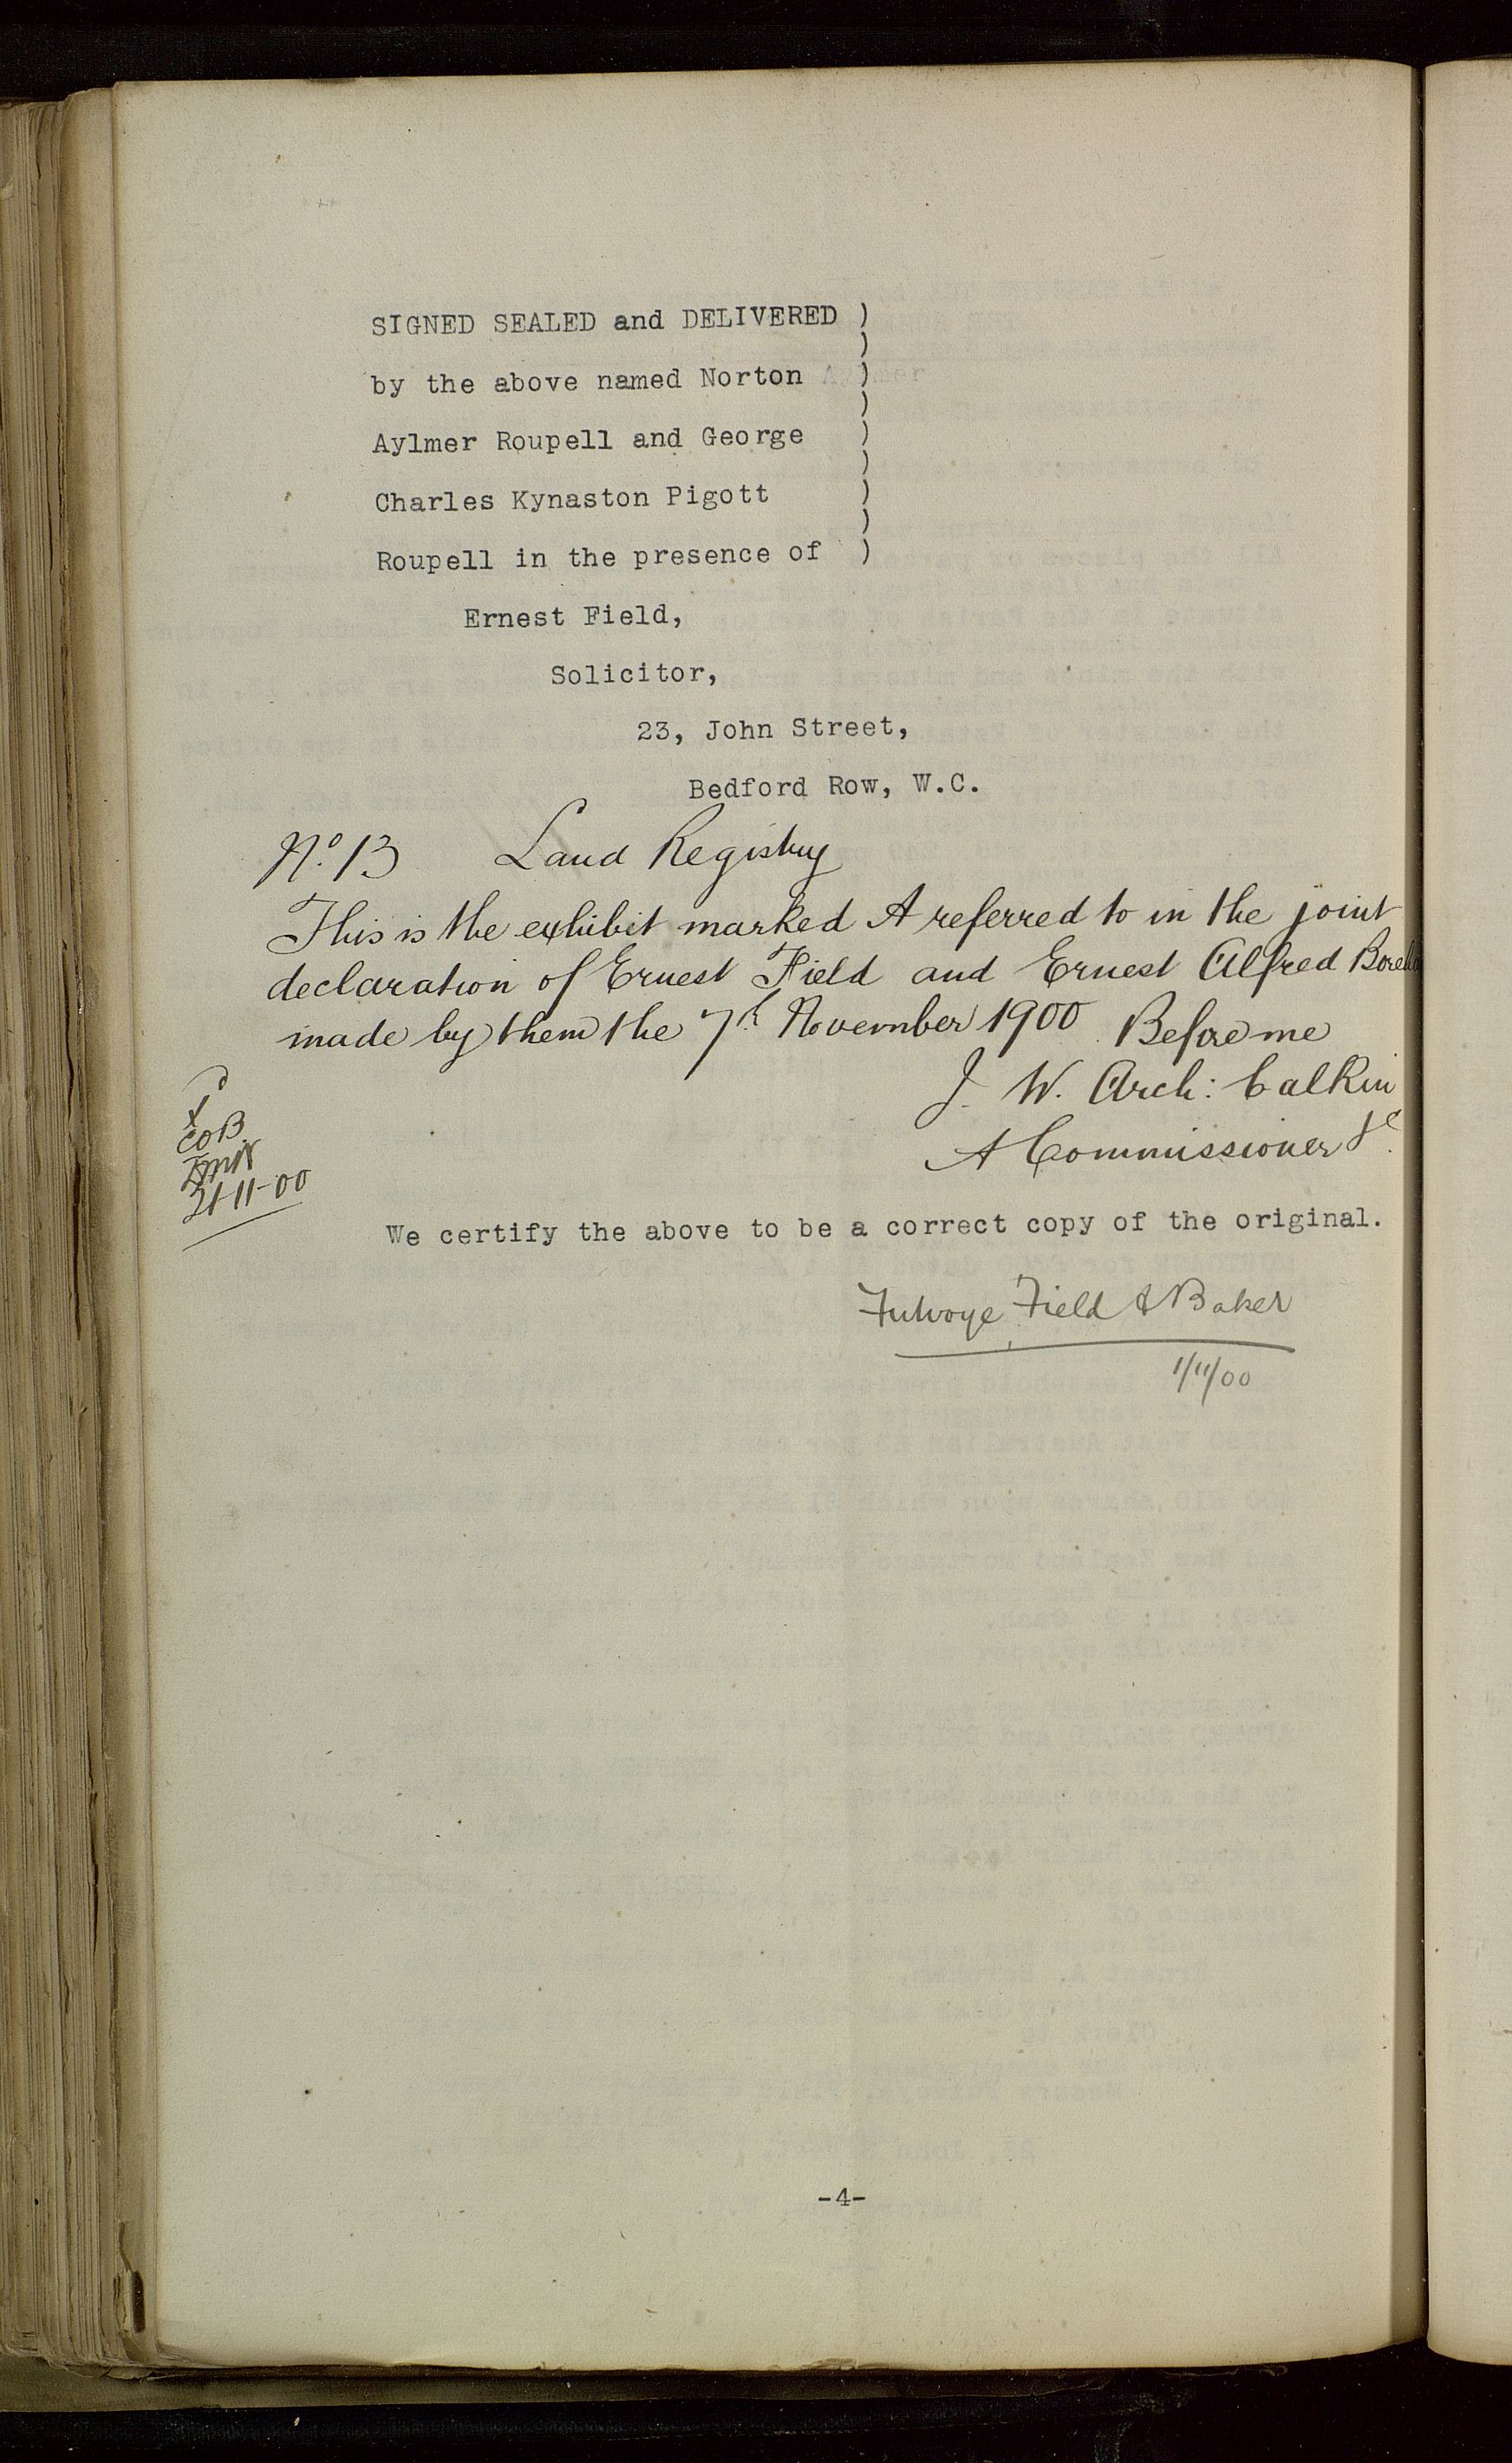 SIGNED SEALED and DELIVERED )
)
by the above named Norton )
)
Aylmer Roupell and George )
)
Charles Kynaston Pigott )
)
Roupell in the presence of )
Ernest Field,
Solicitor,
23, John Street,
Bedford Row, W.C.
No. 13 Land Registry
This is the exhibit marked A referred to in the joint
declaration of Ernest Field and Ernest Alfred
made by them the 7th November 1900 Before me
J. W. Arch: Calkin
A Commissioner &c.
21-11-00
We certify the above to be a correct copy of the original.
Fulvoye Field & Baker
1/11/00
-4-